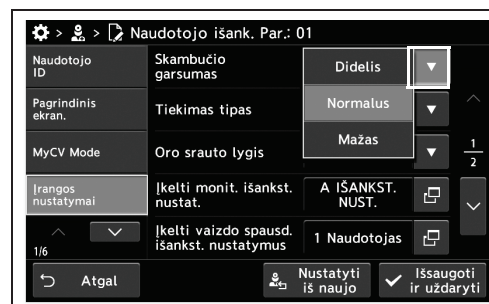 > > Naudotojo išank. Par.: 01
Naudotojo
ID
Pagrindinis
ekran.
MyCV Mode
Įrangos
nustatymai
1/6
Skambučio
garsumas
Didelis
Normalus
Mažas
Tiekimas tipas
Oro srauto lygis
Įkelti monit. išankst.
nustat.
A IŠANKST.
NUST.
Įkelti vaizdo spausd.
išankst. nustatymus
1 Naudotojas
1
2
Atgal
Nustatyti
iš naujo
Išsaugoti
ir uždaryti